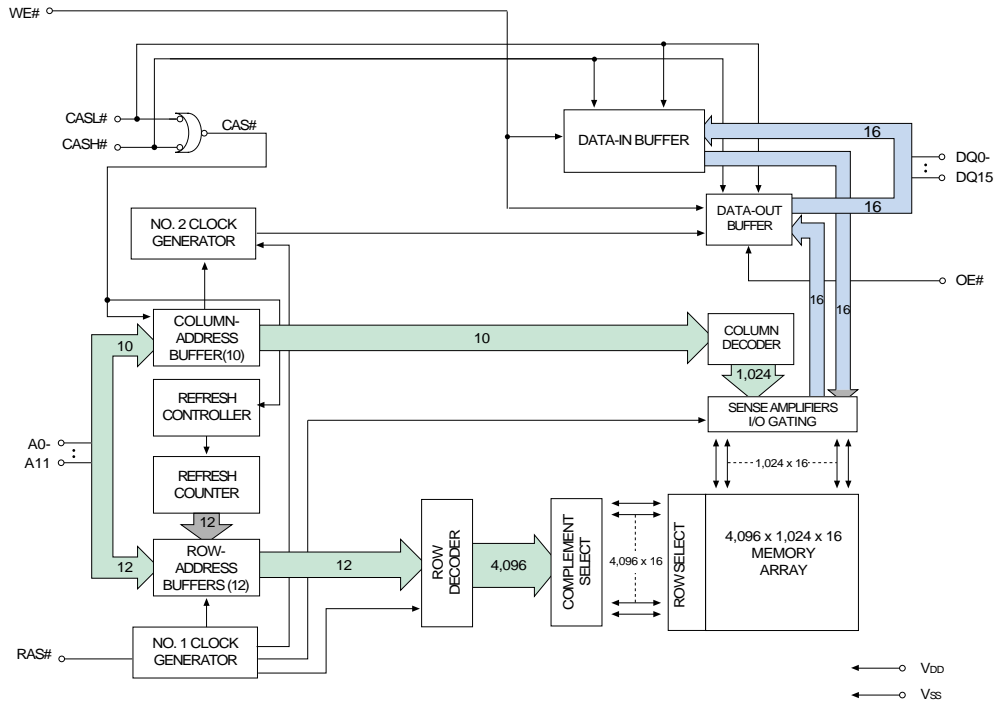 WE#
CASL#
CASH#
CAS#
DATA-IN BUFFER
16
DQ0-
DQ15
16
DATA-OUT
BUFFER
NO. 2 CLOCK
GENERATOR
OE#
16
16
COLUMN-
ADDRESS
BUFFER(10)
10
10
COLUMN
DECODER
1,024
REFRESH
CONTROLLER
SENSE AMPLIFIERS
I/O GATING
A0-
A11
REFRESH
COUNTER
1,024 x 16
12
ROW-
ADDRESS
BUFFERS (12)
12
12
ROW
DECODER
4,096
COMPLEMENT
SELECT
4,096 x 16
ROW SELECT
4,096 x 1,024 x 16
MEMORY
ARRAY
RAS#
NO. 1 CLOCK
GENERATOR
VDD
VSS